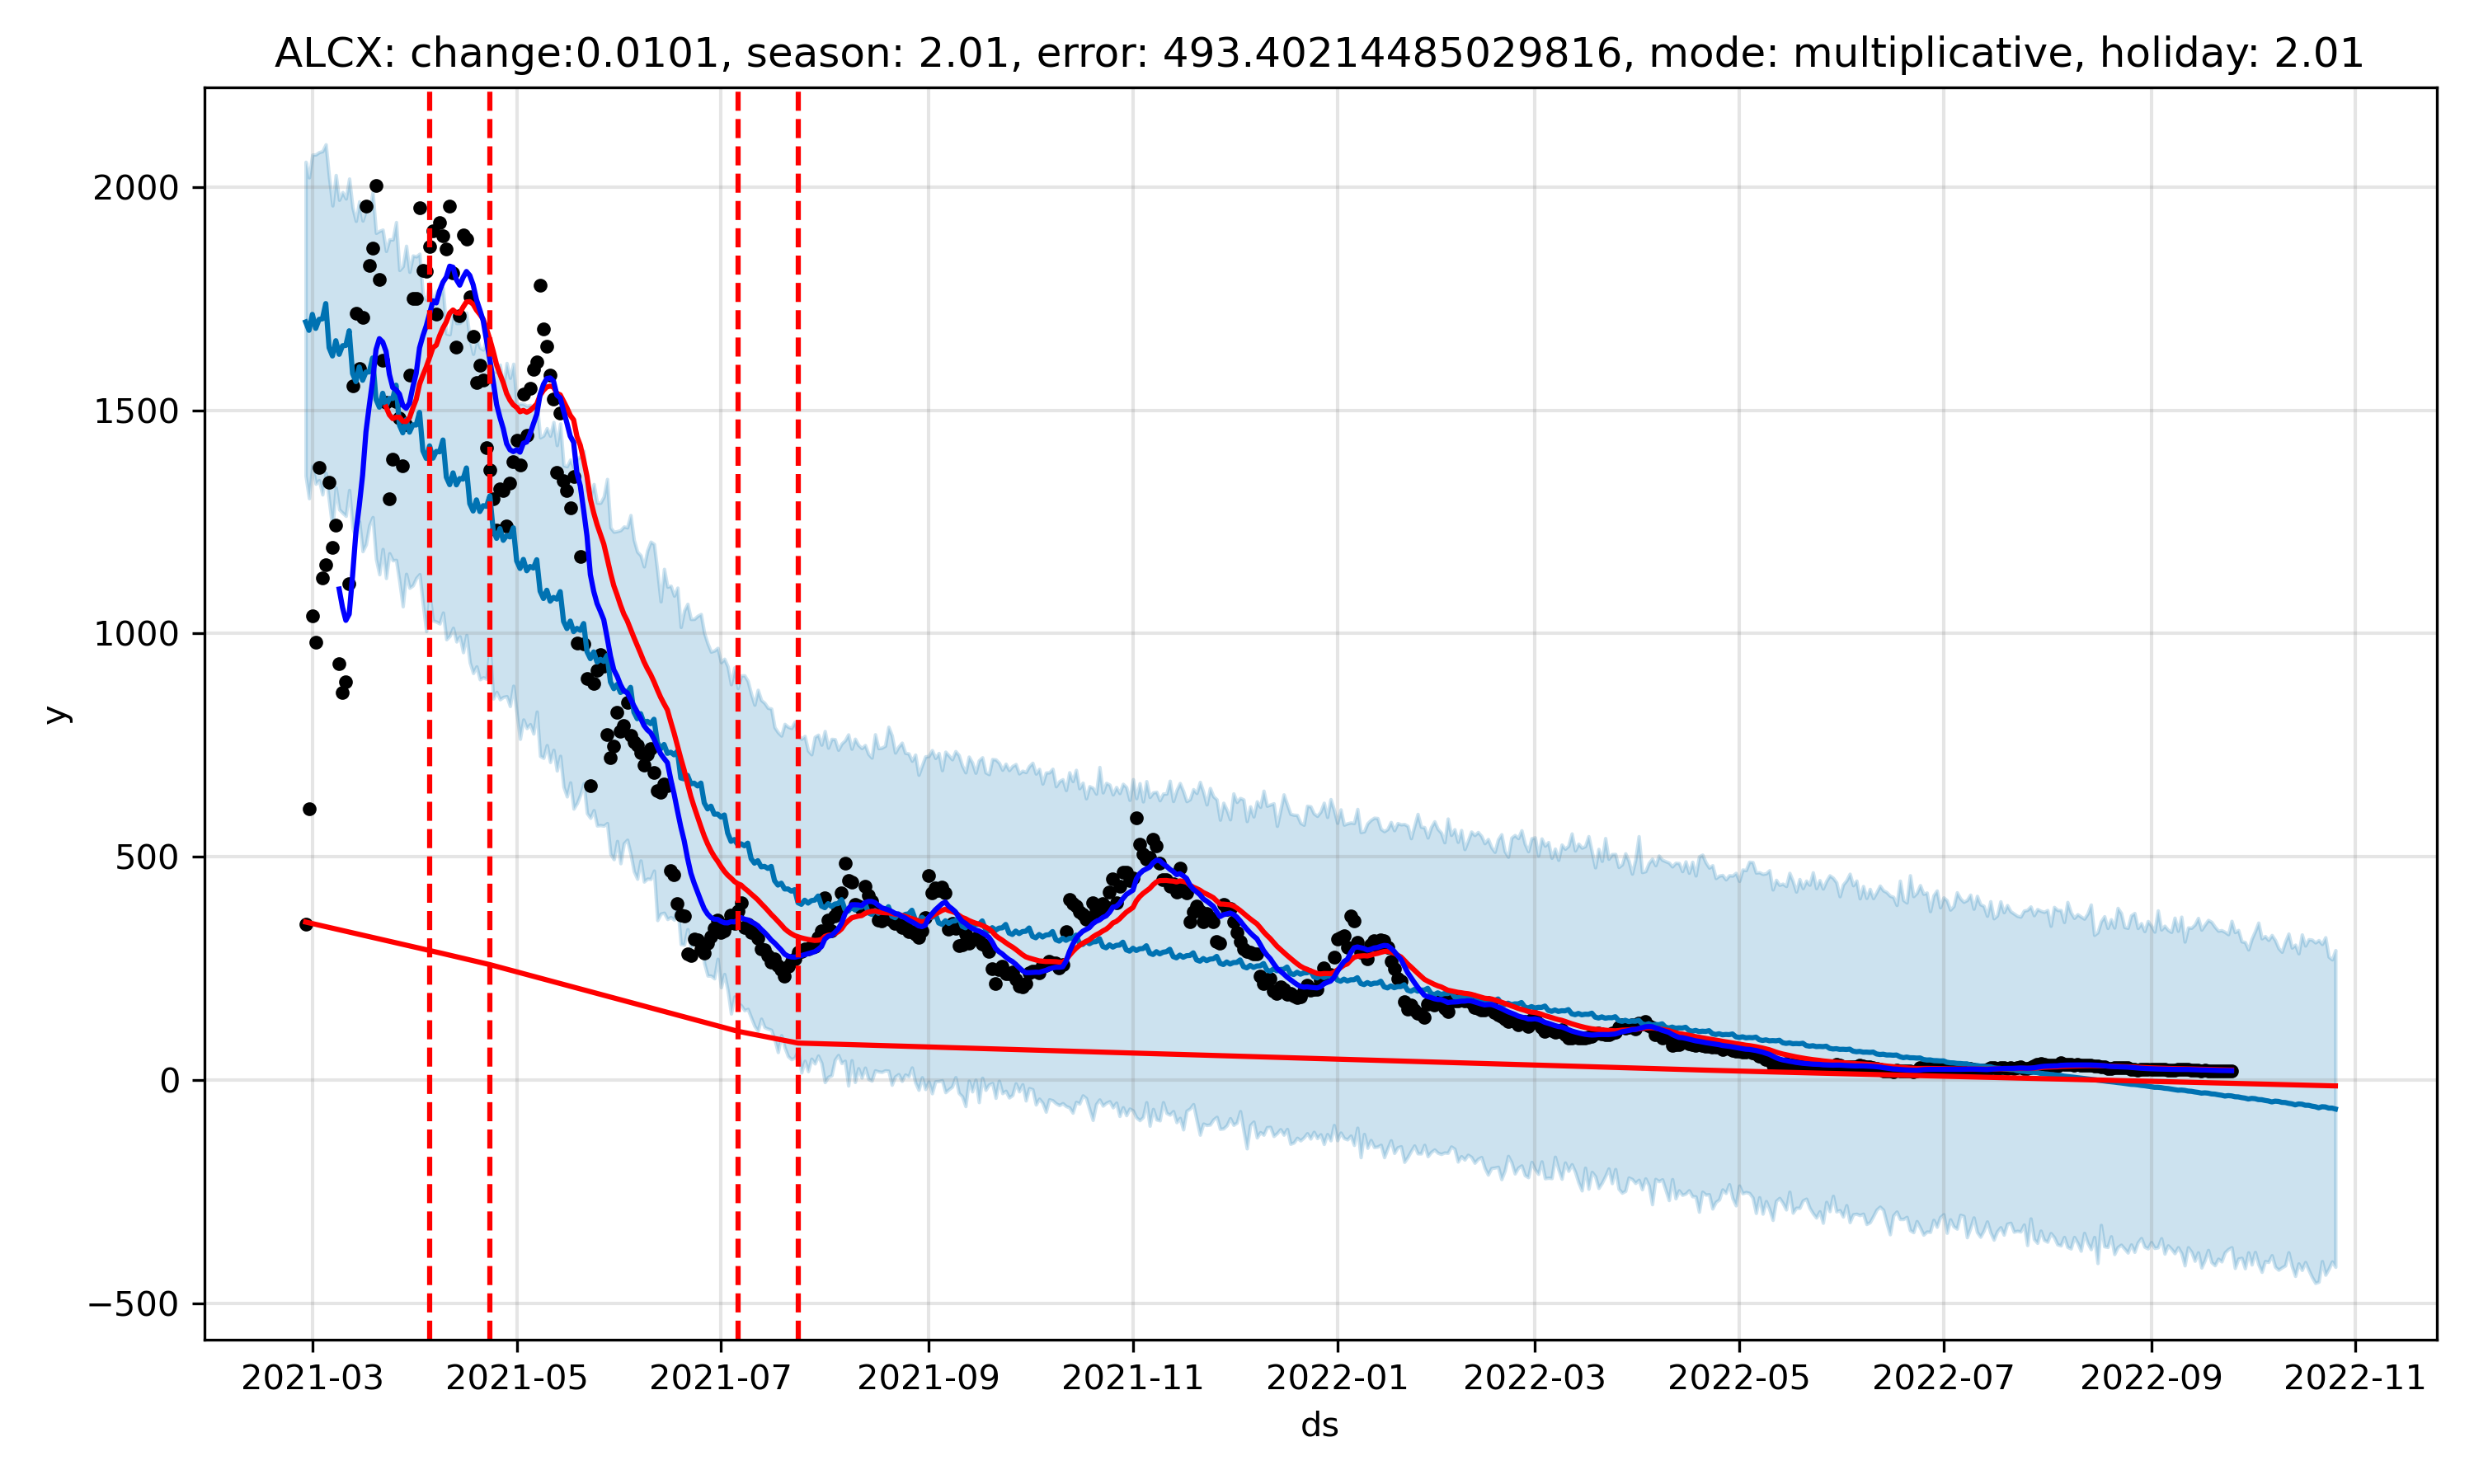 ALCX: change:0.0101, season: 2.01, error: 493.40214485029816, mode: multiplicative, holiday: 2.01
2000
1500
1000
500
0
−500
y
2021-03 2021-05 2021-07 2021-09 2021-11 2022-01 2022-03 2022-05 2022-07 2022-09 2022-11
ds